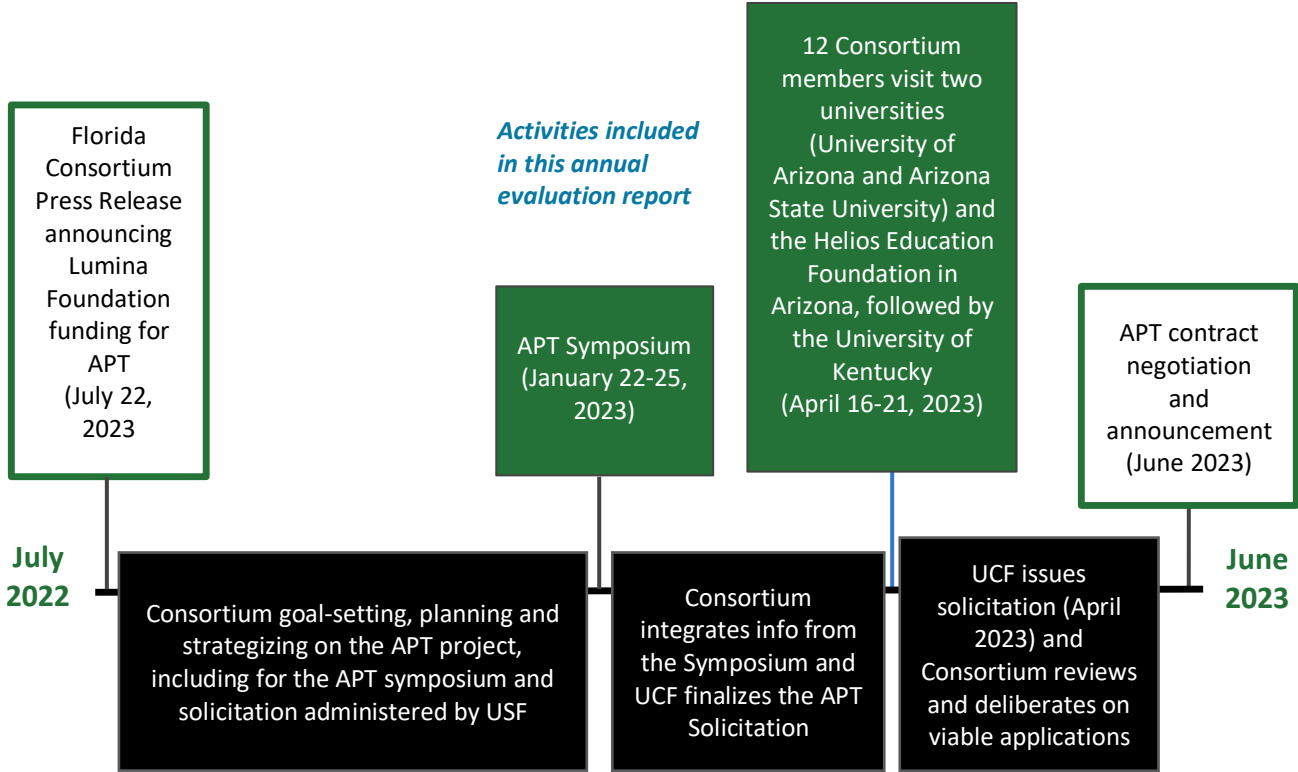 Florida
Consortium
Press Release
announcing
Lumina
Foundation
funding for
APT
(July 22,
2023
Activities included
in this annual
evaluation report
APT Symposium
(January 22-25,
2023)
12 Consortium
members visit two
universities
(University of
Arizona and Arizona
State University) and
the Helios Education
Foundation in
Arizona, followed by
the University of
Kentucky
(April 16-21, 2023)
APT contract
negotiation
and
announcement
(June 2023)
July
2022
Consortium goal-setting, planning and
strategizing on the APT project,
including for the APT symposium and
solicitation administered by USF
Consortium
integrates info from
the Symposium and
UCF finalizes the APT
Solicitation
UCF issues
solicitation (April
2023) and
Consortium reviews
and deliberates on
viable applications
June
2023